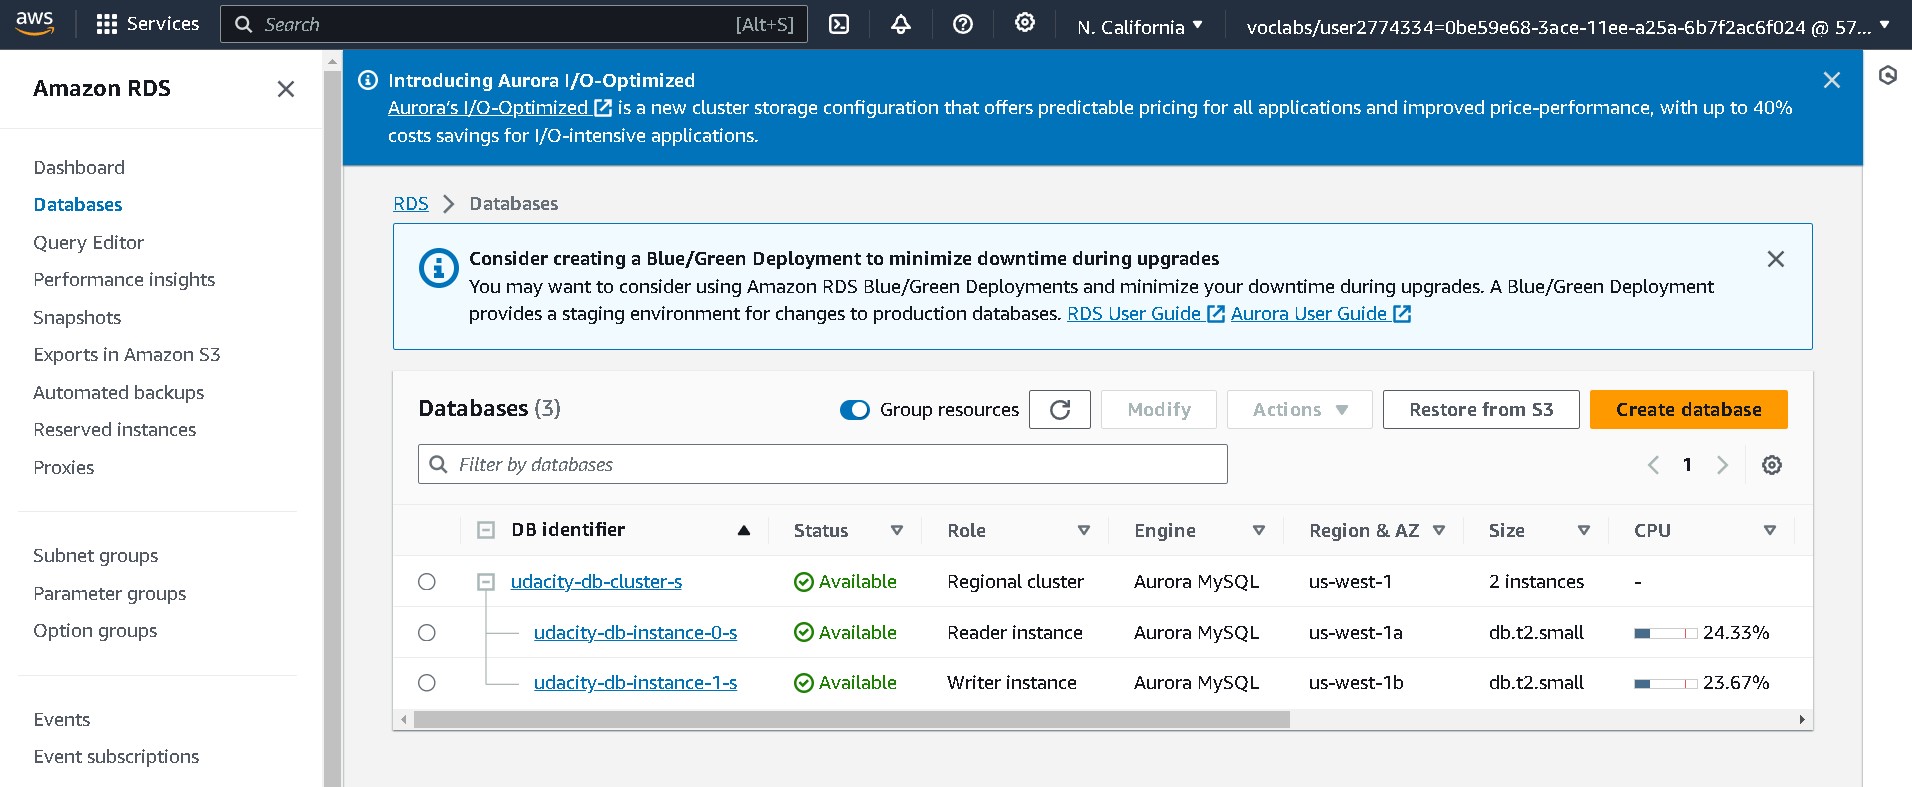 aws
Services
Search [Alt+S]
N. California
voclabs/user2774334=0be59e68-3ace-11ee-a25a-6b7f2ac6f024 @ 57...
Amazon RDS
Dashboard
Databases
Query Editor
Performance insights
Snapshots
Exports in Amazon S3
Automated backups
Reserved instances
Proxies
Subnet groups
Parameter groups
Option groups
Events
Event subscriptions
Introducing Aurora I/O-Optimized
Aurora's I/O-Optimized is a new cluster storage configuration that offers predictable pricing for all applications and improved price-performance, with up to 40%
costs savings for I/O-intensive applications.
RDS > Databases
Consider creating a Blue/Green Deployment to minimize downtime during upgrades
You may want to consider using Amazon RDS Blue/Green Deployments and minimize your downtime during upgrades. A Blue/Green Deployment
provides a staging environment for changes to production databases. RDS User Guide Aurora User Guide
Databases (3)
Group resources
Modify
Actions
Restore from S3
Create database
Filter by databases
1
DB identifier Status Role Engine Region & AZ Size CPU
udacity-db-cluster-s Available Regional cluster Aurora MySQL us-west-1 2 instances -
udacity-db-instance-0-s Available Reader instance Aurora MySQL us-west-1a db.t2.small 24.33%
udacity-db-instance-1-s Available Writer instance Aurora MySQL us-west-1b db.t2.small 23.67%